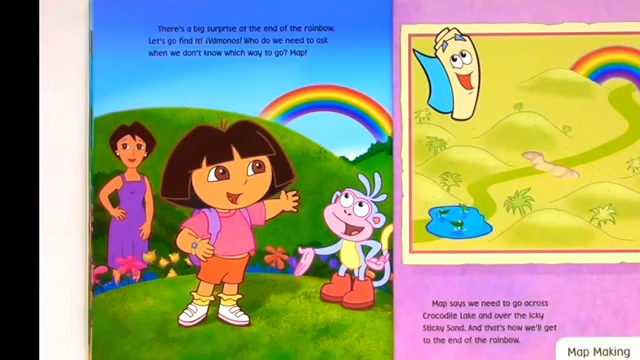 There's a big surprise at the end of the rainbow.
Let's go find it! ¡Vámonos! Who do we need to ask
when we don't know which way to go? Map!
Map says we need to go across
Crocodile Lake and over the Icky
Sticky Sand. And that's how we'll get
to the end of the rainbow.
Map Making